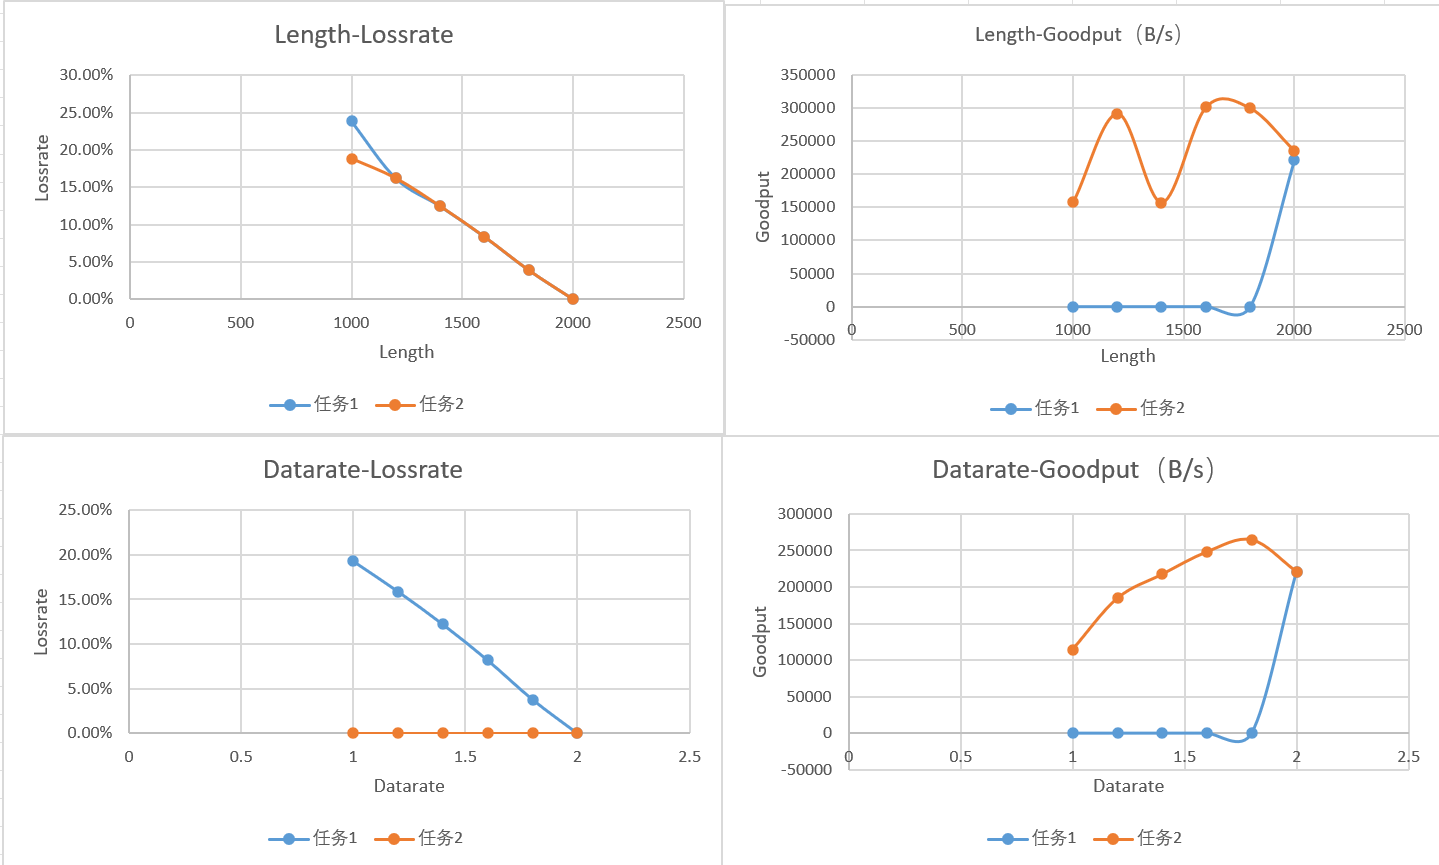 Length-Lossrate
30.00%
25.00%
20.00%
15.00%
10.00%
5.00%
0.00%
Lossrate
0 500 1000 1500 2000 2500
Length
任务1 任务2
Length-Goodput（B/s）
350000
300000
250000
200000
150000
100000
50000
0
-50000
Goodput
0 500 1000 1500 2000 2500
Length
任务1 任务2
Datarate-Lossrate
25.00%
20.00%
15.00%
10.00%
5.00%
0.00%
Lossrate
0 0.5 1 1.5 2 2.5
Datarate
任务1 任务2
Datarate-Goodput（B/s）
300000
250000
200000
150000
100000
50000
0
-50000
Goodput
0 0.5 1 1.5 2 2.5
Datarate
任务1 任务2